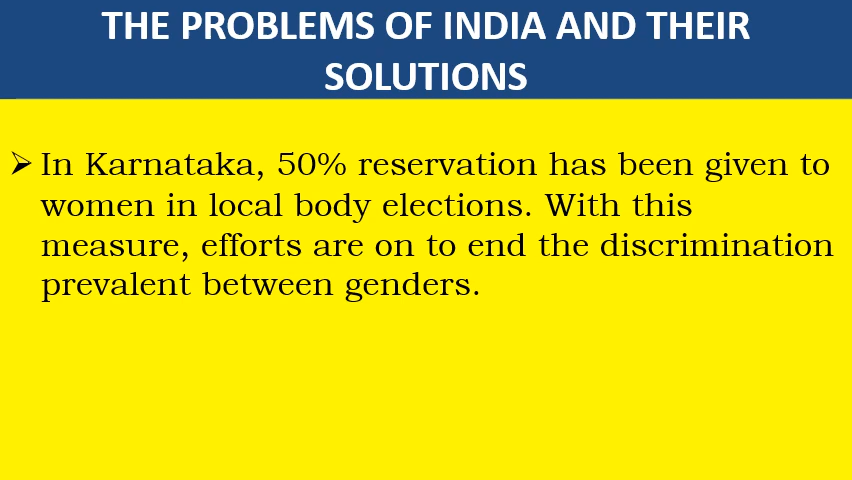 THE PROBLEMS OF INDIA AND THEIR
SOLUTIONS
➢ In Karnataka, 50% reservation has been given to
women in local body elections. With this
measure, efforts are on to end the discrimination
prevalent between genders.